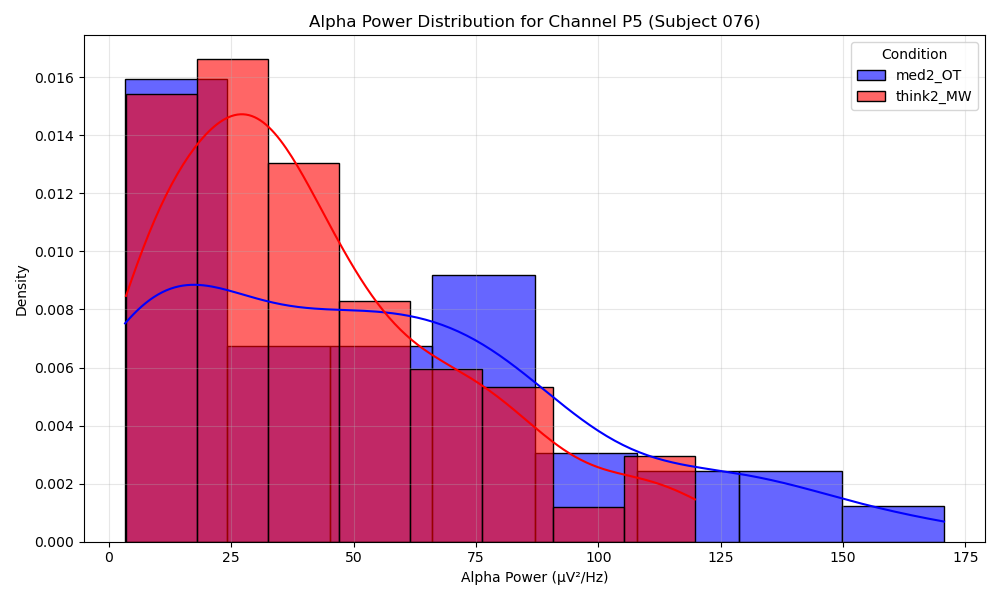 Alpha Power Distribution for Channel P5 (Subject 076)
Condition
med2_OT
think2_MW
0.016
0.014
0.012
0.010
0.008
0.006
0.004
0.002
0.000
Density
0 25 50 75 100 125 150 175
Alpha Power (µV²/Hz)